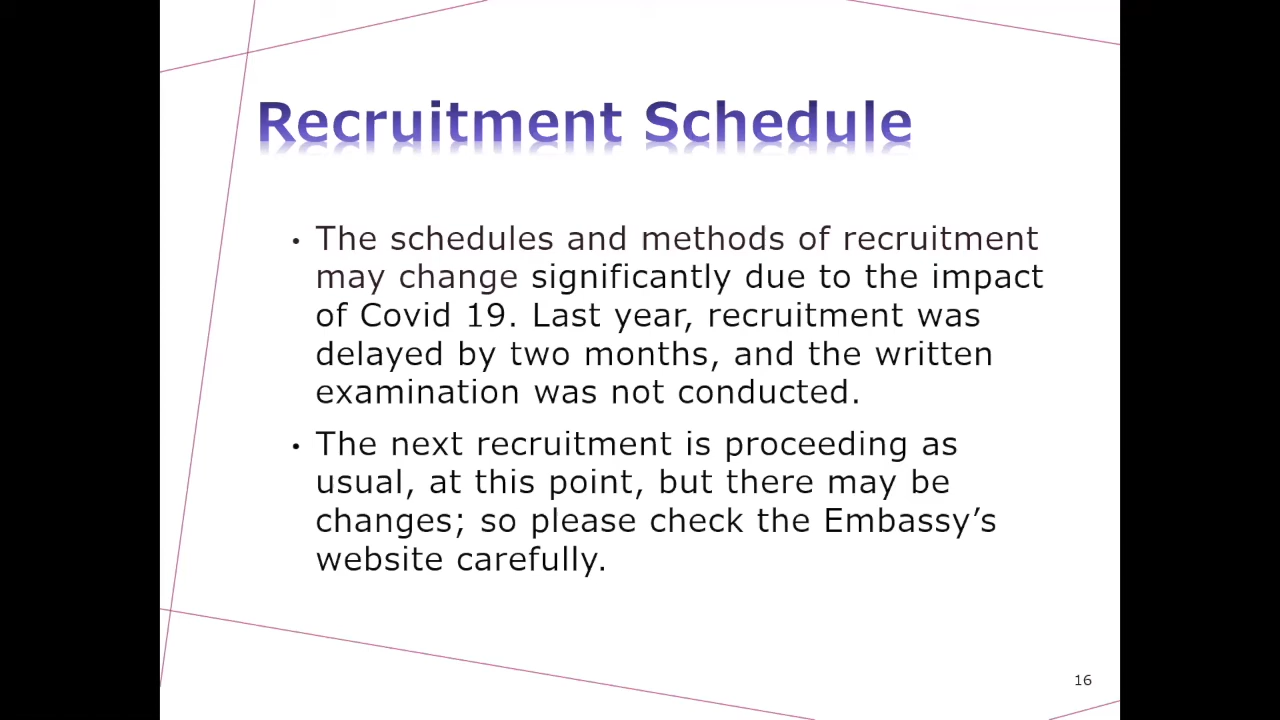 Recruitment Schedule
• The schedules and methods of recruitment
may change significantly due to the impact
of Covid 19. Last year, recruitment was
delayed by two months, and the written
examination was not conducted.
• The next recruitment is proceeding as
usual, at this point, but there may be
changes; so please check the Embassy’s
website carefully.
16